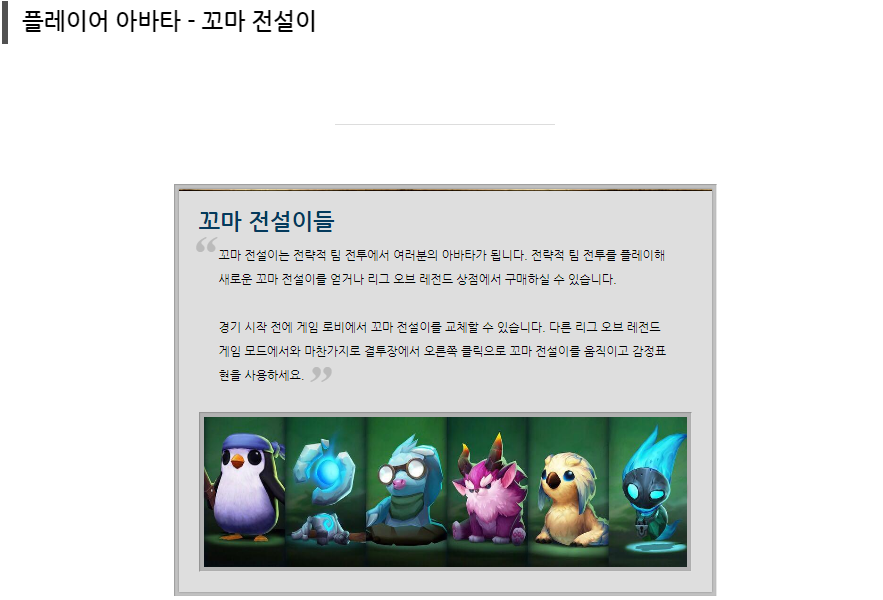 플레이어 아바타 - 꼬마 전설이
꼬마 전설이들
“ 꼬마 전설이는 전략적 팀 전투에서 여러분의 아바타가 됩니다. 전략적 팀 전투를 플레이해
새로운 꼬마 전설이를 얻거나 리그 오브 레전드 상점에서 구매하실 수 있습니다.
경기 시작 전에 게임 로비에서 꼬마 전설이를 교체할 수 있습니다. 다른 리그 오브 레전드
게임 모드에서와 마찬가지로 결투장에서 오른쪽 클릭으로 꼬마 전설이를 움직이고 감정표
현을 사용하세요. ”